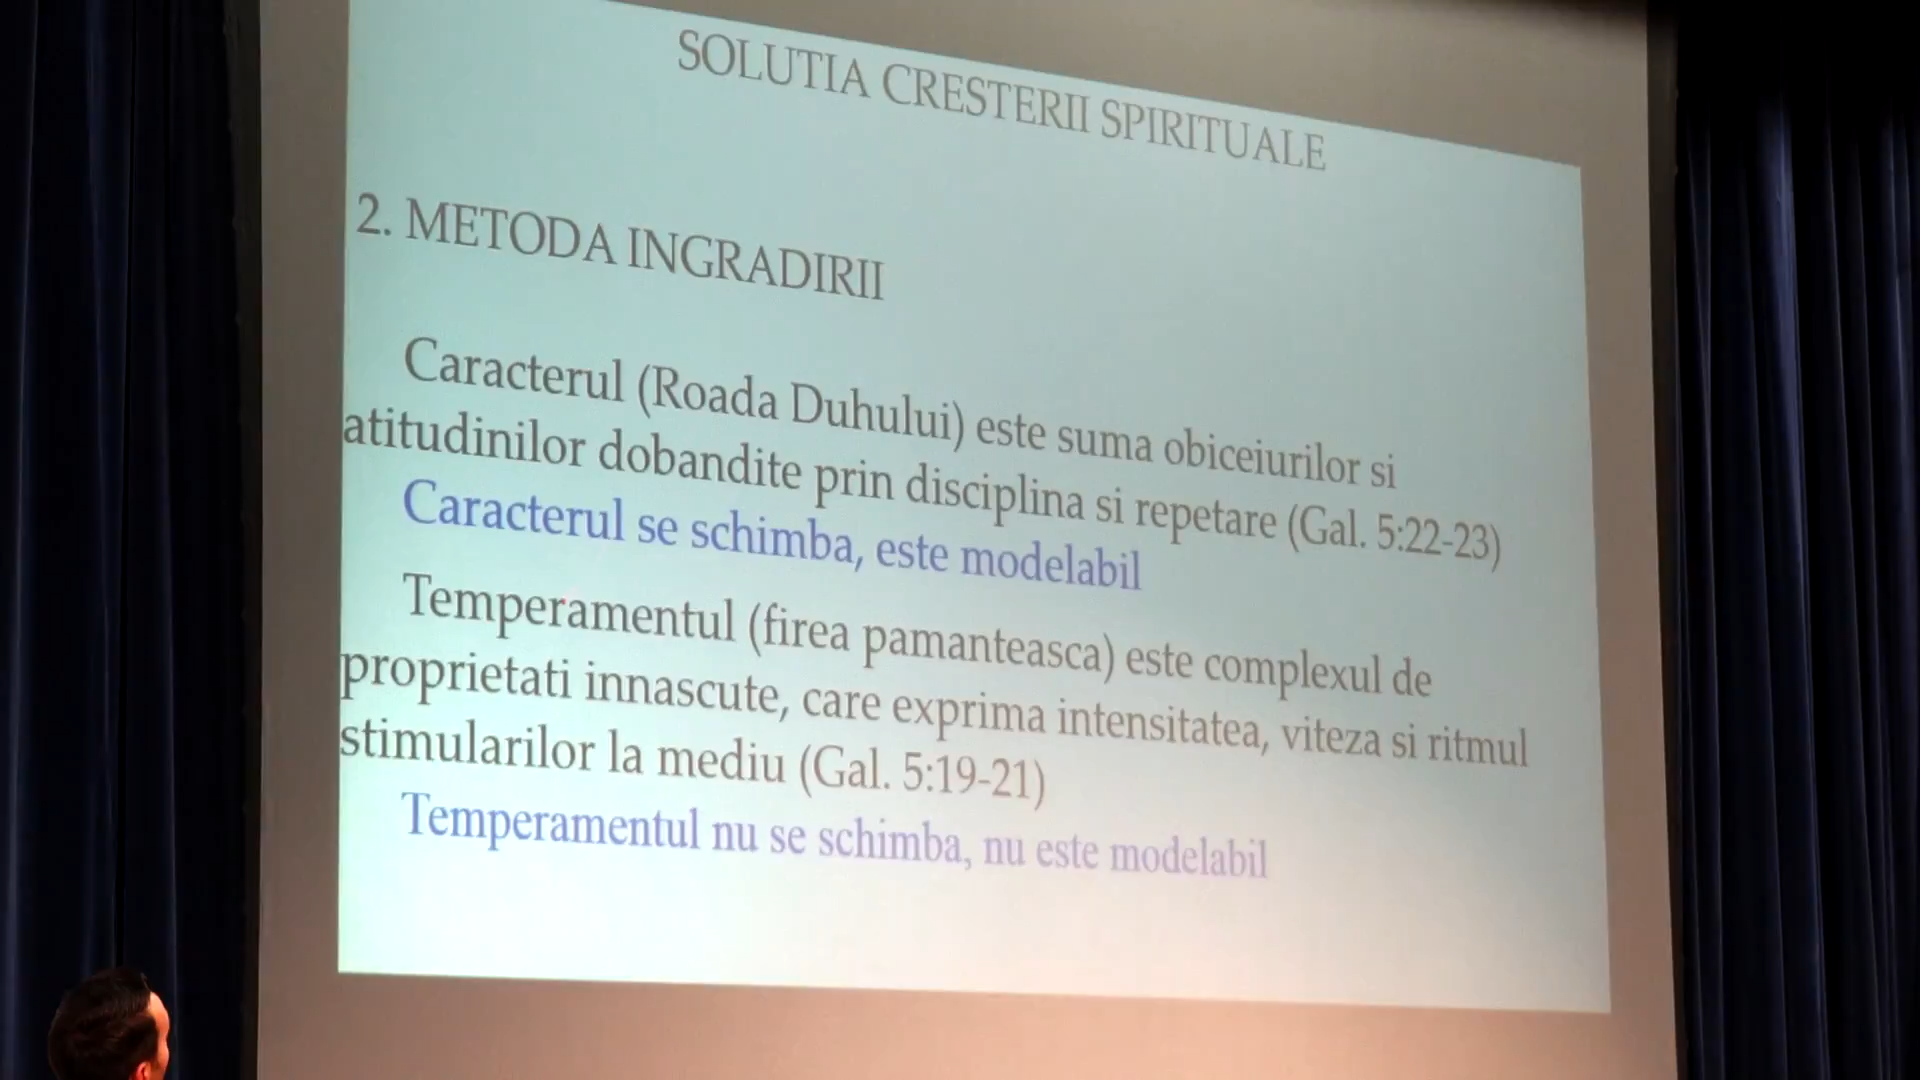 SOLUTIA CRESTERII SPIRITUALE
2. METODA INGRADIRII
Caracterul (Roada Duhului) este suma obiceiurilor si
atitudinilor dobandite prin disciplina si repetare (Gal. 5:22-23)
Caracterul se schimba, este modelabil
Temperamentul (firea pamanteasca) este complexul de
proprietati innascute, care exprima intensitatea, viteza si ritmul
stimularilor la mediu (Gal. 5:19-21)
Temperamentul nu se schimba, nu este modelabil